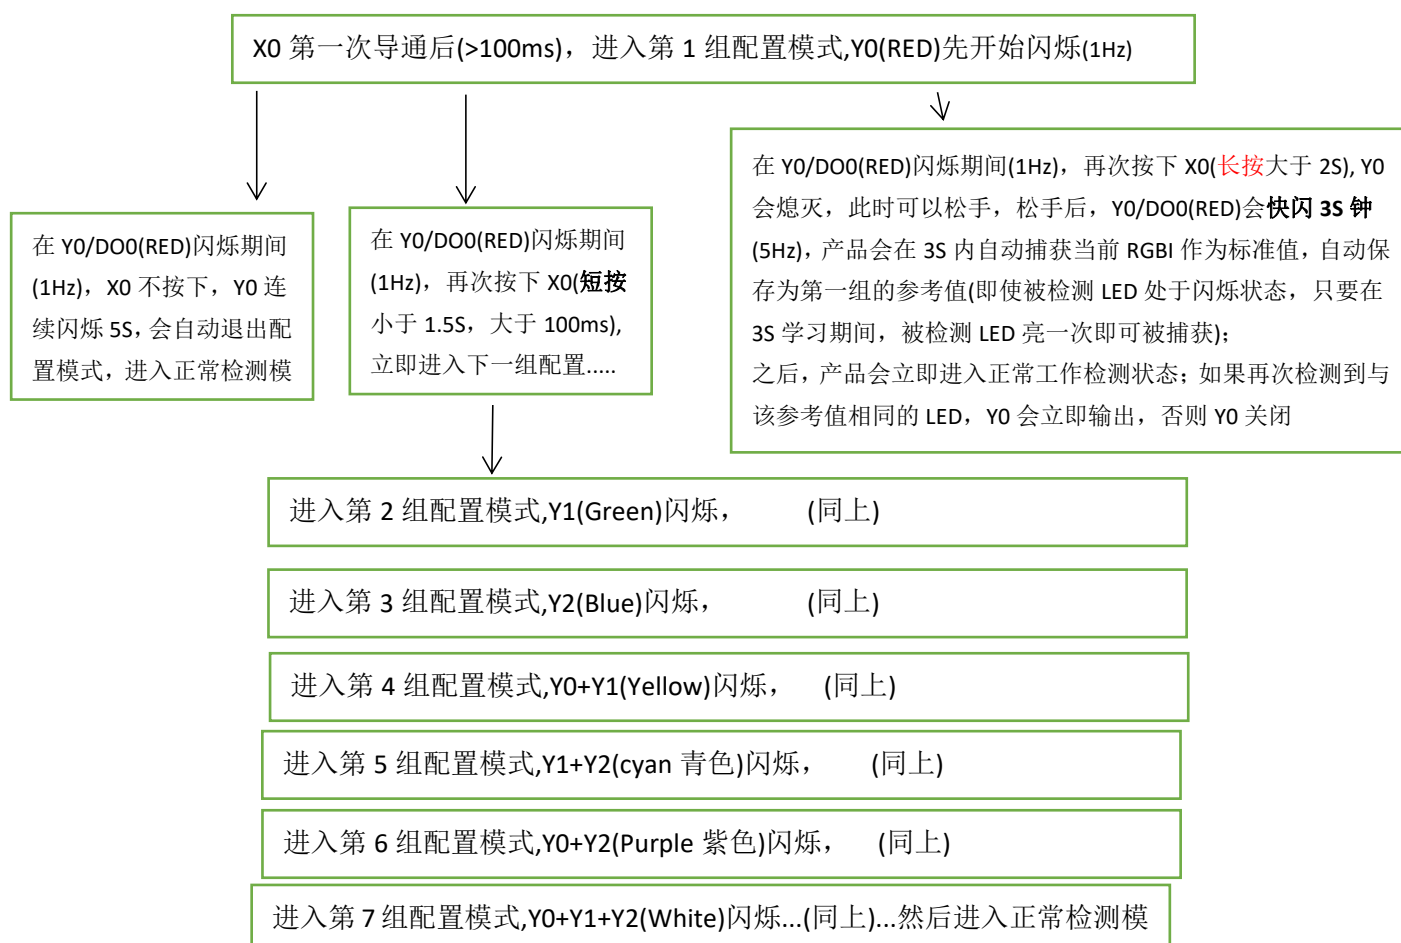 X0 第一次导通后(>100ms)，进入第 1 组配置模式,Y0(RED)先开始闪烁(1Hz)
在 Y0/DO0(RED)闪烁期间
(1Hz)，X0 不按下，Y0 连
续闪烁 5S，会自动退出配
置模式，进入正常检测模
在 Y0/DO0(RED)闪烁期间
(1Hz)，再次按下 X0(短按
小于 1.5S，大于 100ms),
立即进入下一组配置.....
在 Y0/DO0(RED)闪烁期间(1Hz)，再次按下 X0(长按大于 2S), Y0
会熄灭，此时可以松手，松手后，Y0/DO0(RED)会快闪 3S 钟
(5Hz)，产品会在 3S 内自动捕获当前 RGBI 作为标准值，自动保
存为第一组的参考值(即使被检测 LED 处于闪烁状态，只要在
3S 学习期间，被检测 LED 亮一次即可被捕获)；
之后，产品会立即进入正常工作检测状态；如果再次检测到与
该参考值相同的 LED，Y0 会立即输出，否则 Y0 关闭
进入第 2 组配置模式,Y1(Green)闪烁， (同上)
进入第 3 组配置模式,Y2(Blue)闪烁， (同上)
进入第 4 组配置模式,Y0+Y1(Yellow)闪烁， (同上)
进入第 5 组配置模式,Y1+Y2(cyan 青色)闪烁， (同上)
进入第 6 组配置模式,Y0+Y2(Purple 紫色)闪烁， (同上)
进入第 7 组配置模式,Y0+Y1+Y2(White)闪烁...(同上)...然后进入正常检测模